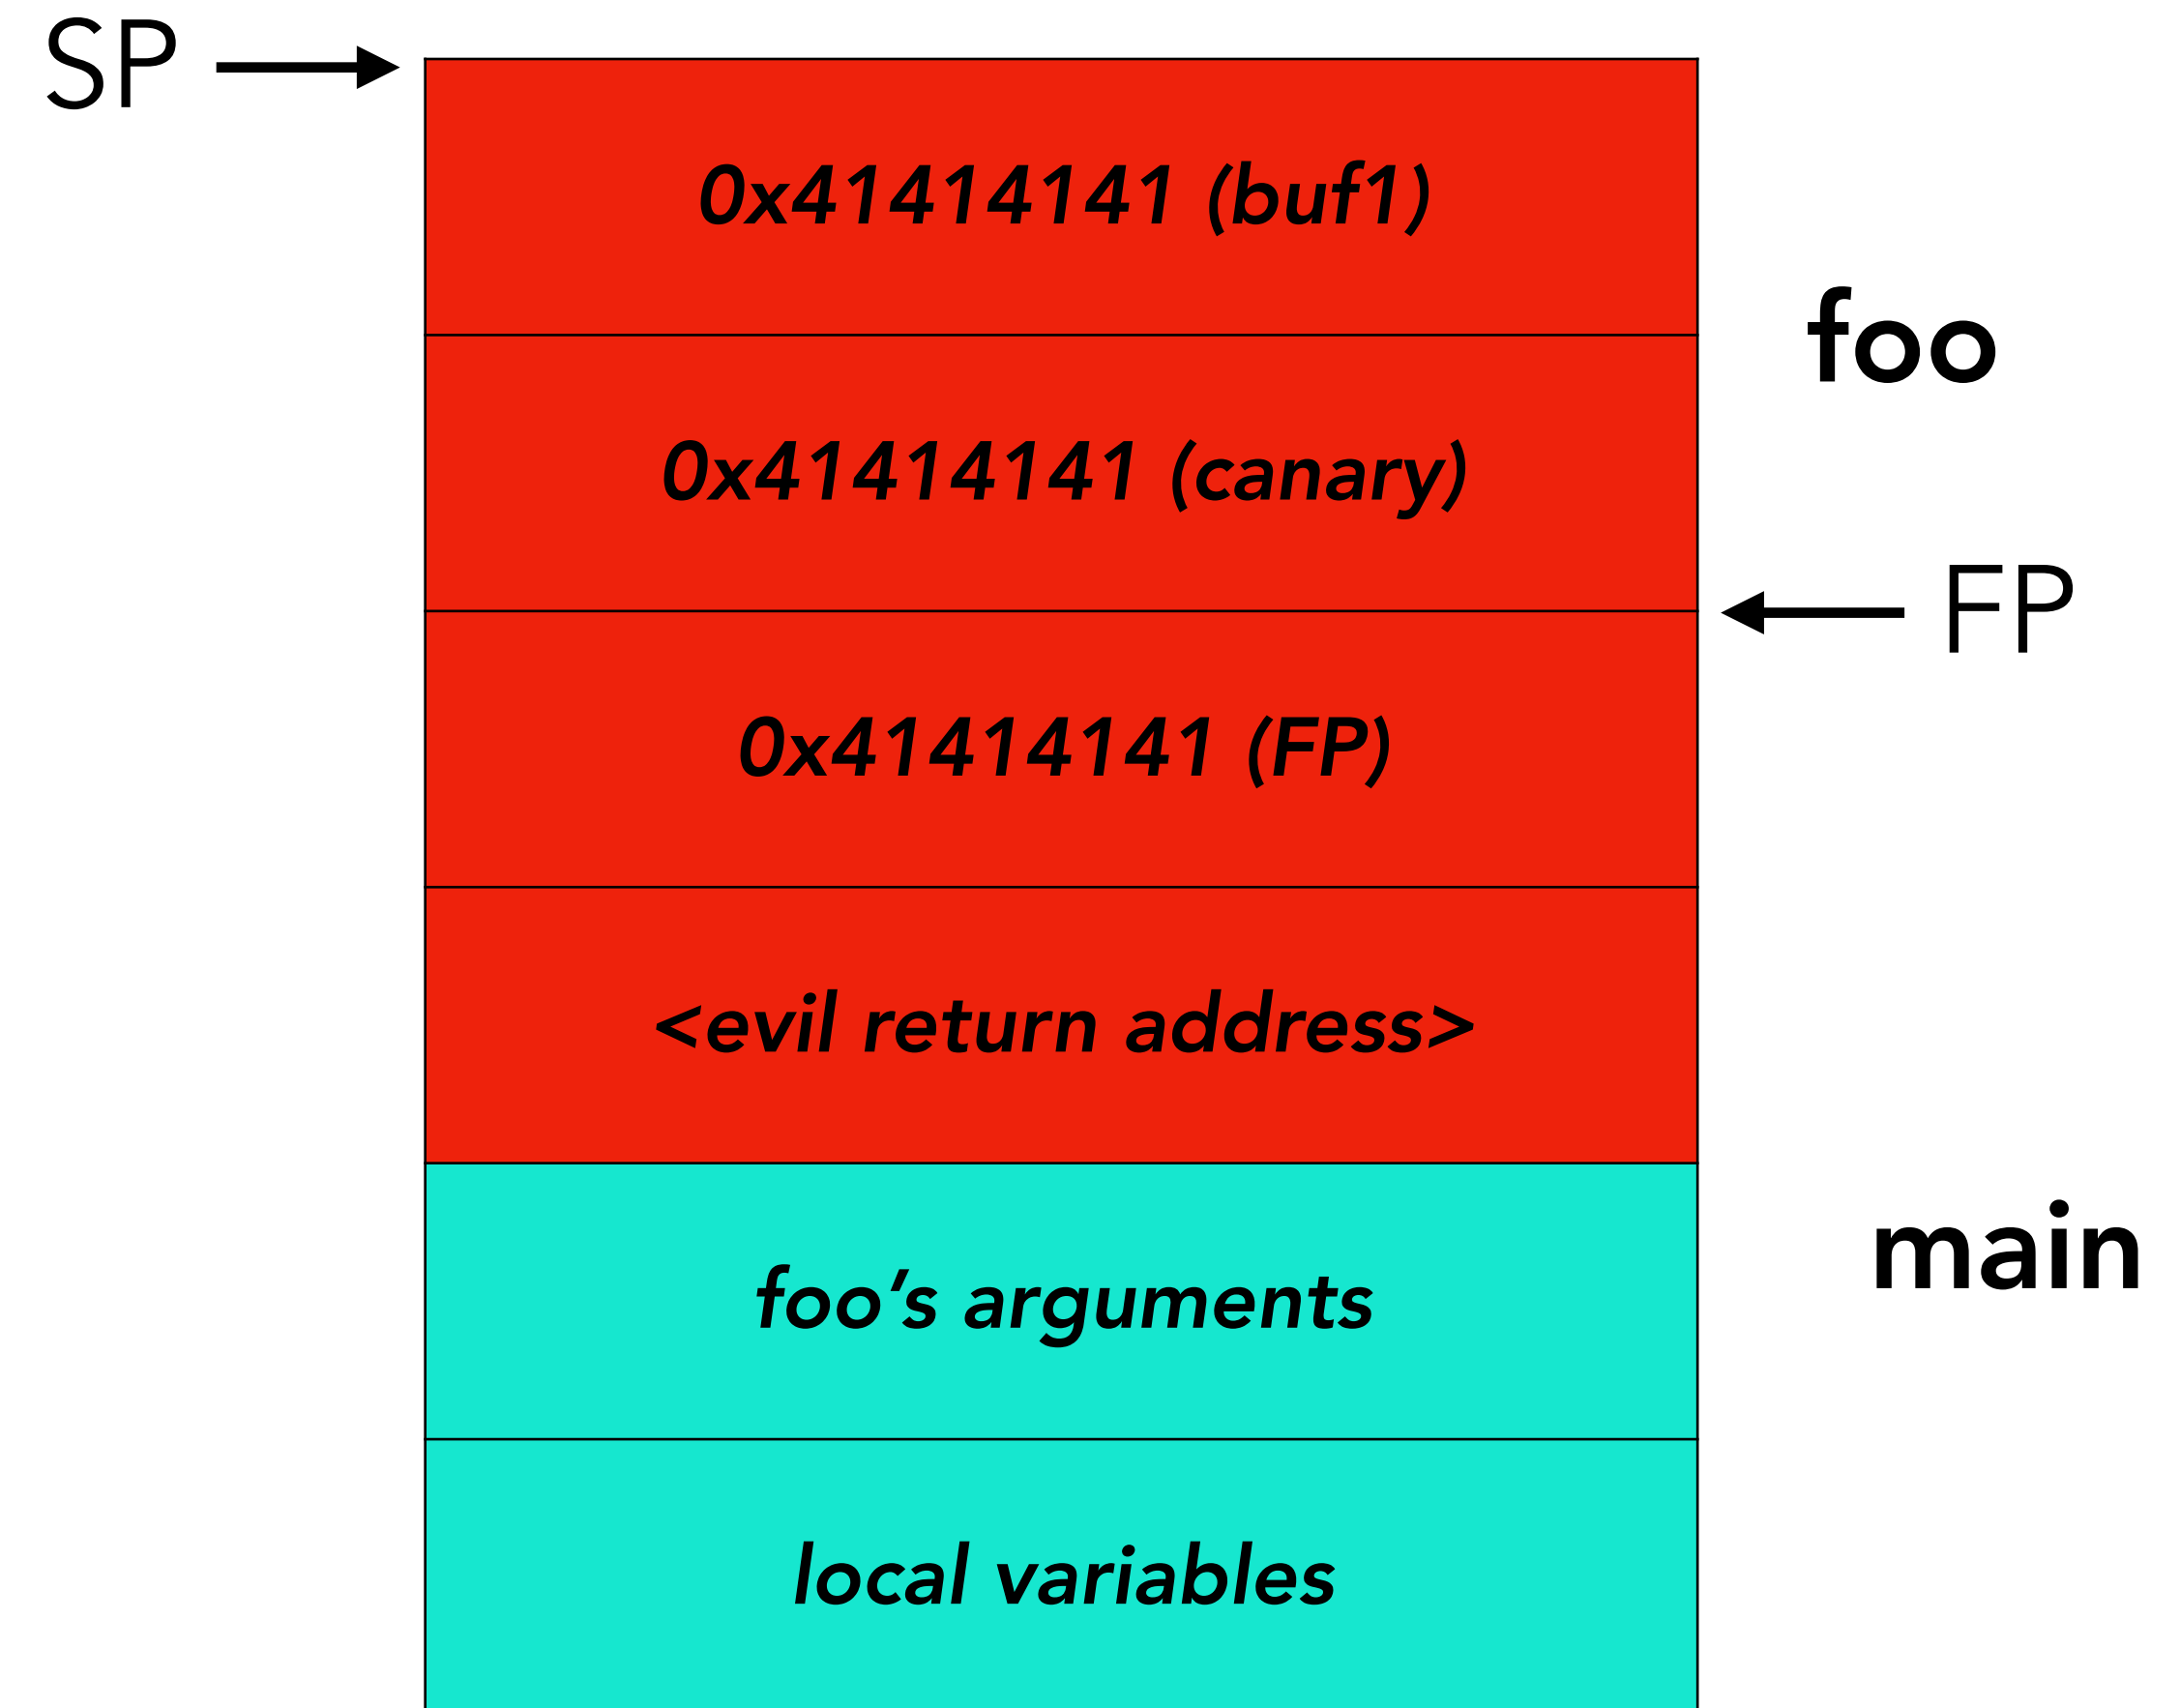 SP
0x41414141 (buf1)
foo
0x41414141 (canary)
FP
0x41414141 (FP)
<evil return address>
main
foo’s arguments
local variables